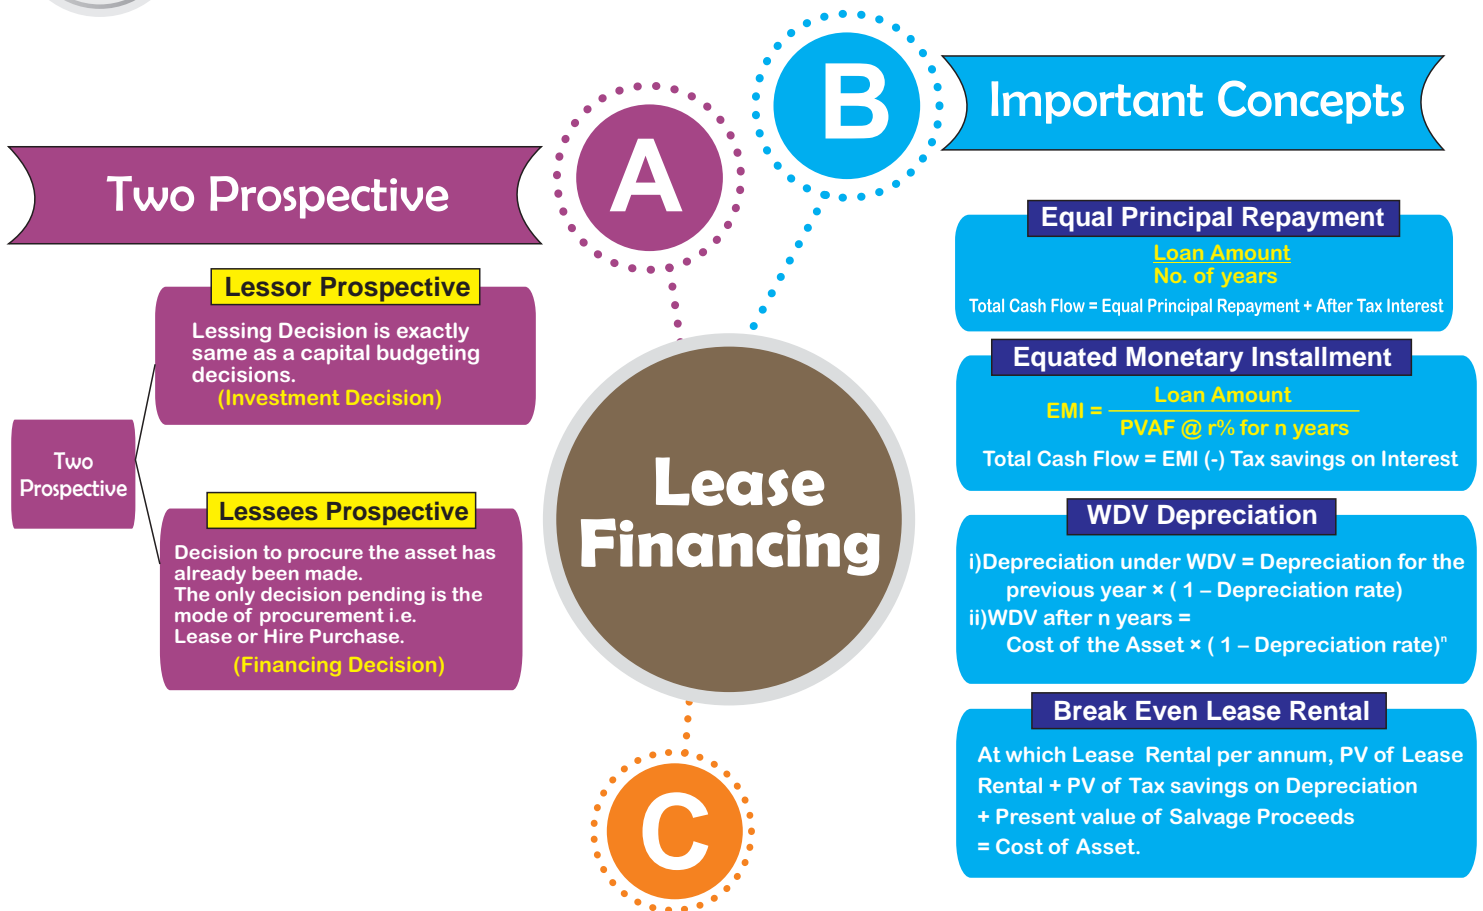 A
Two Prospective
Two
Prospective
Lessor Prospective
Lessing Decision is exactly
same as a capital budgeting
decisions.
(Investment Decision)
Lessees Prospective
Decision to procure the asset has
already been made.
The only decision pending is the
mode of procurement i.e.
Lease or Hire Purchase.
(Financing Decision)
Lease
Financing
B
Important Concepts
Equal Principal Repayment
Loan Amount
No. of years
Total Cash Flow = Equal Principal Repayment + After Tax Interest
Equated Monetary Installment
EMI = Loan Amount
PVAF @ r% for n years
Total Cash Flow = EMI (-) Tax savings on Interest
WDV Depreciation
i)Depreciation under WDV = Depreciation for the
previous year × ( 1 – Depreciation rate)
ii)WDV after n years =
Cost of the Asset × ( 1 – Depreciation rate)ⁿ
Break Even Lease Rental
At which Lease Rental per annum, PV of Lease
Rental + PV of Tax savings on Depreciation
+ Present value of Salvage Proceeds
= Cost of Asset.
C